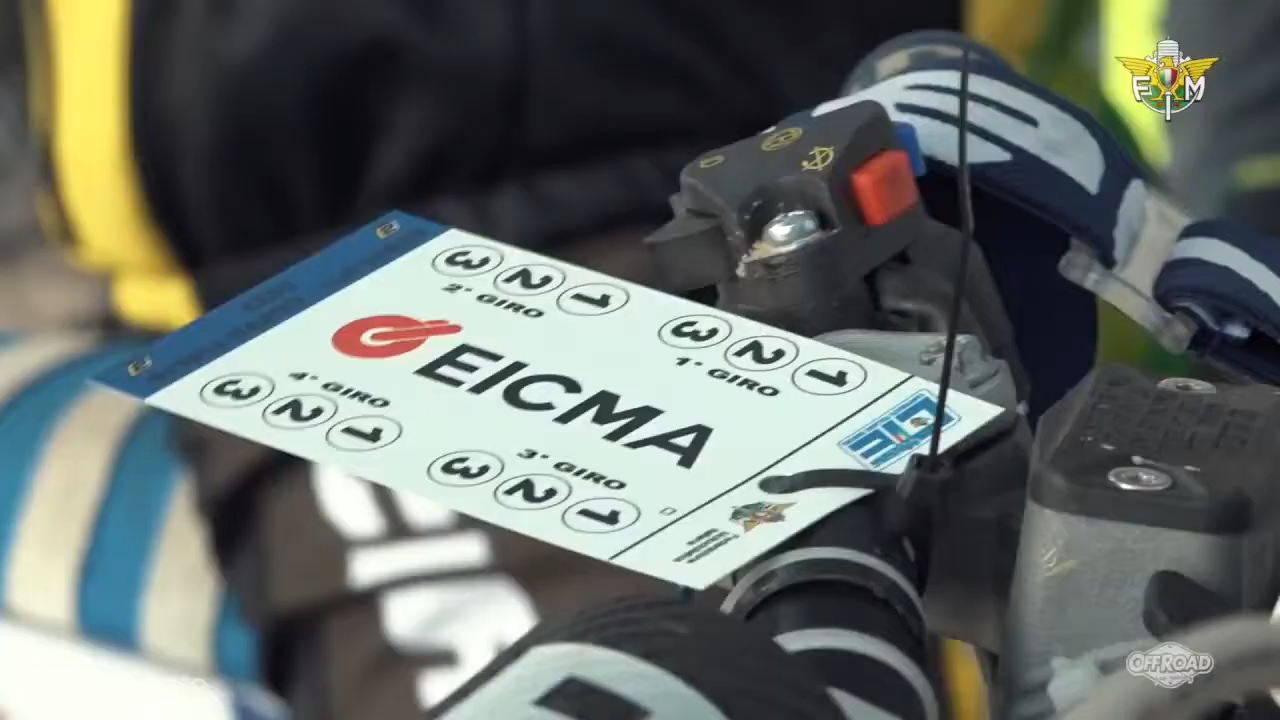 FM
3 2 1
2° GIRO
3 2 1
1° GIRO
EICMA
4° GIRO
3 2 1
3° GIRO
3 2 1
OFFROAD